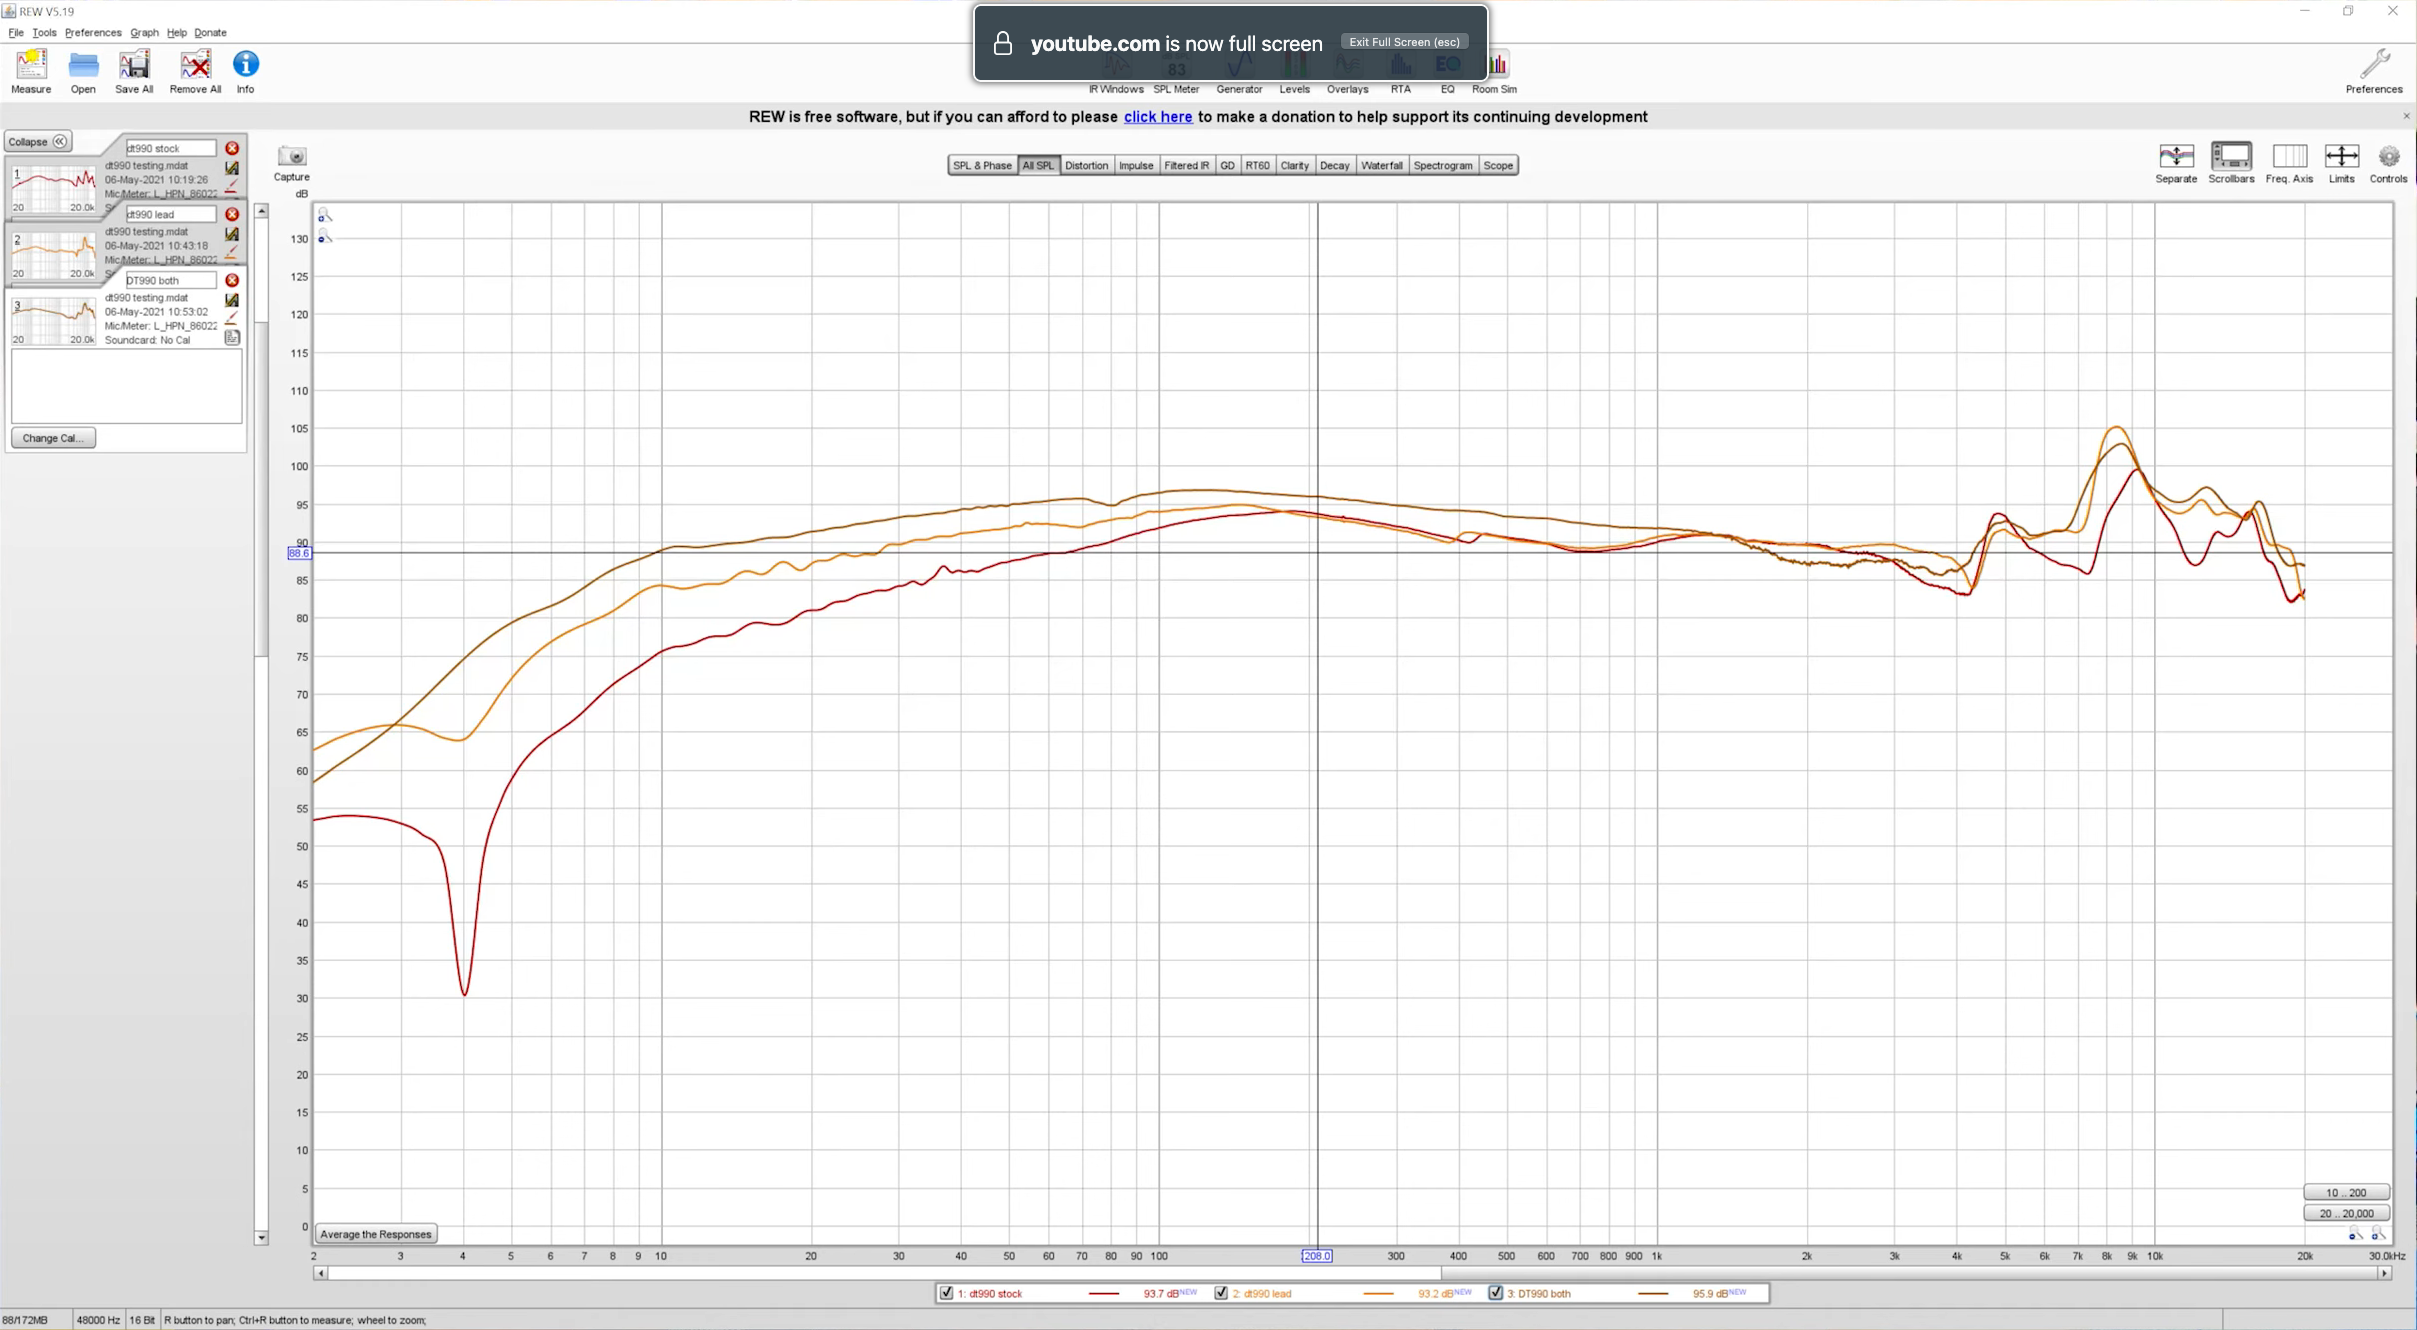 REW V5.19
File Tools Preferences Graph Help Donate
youtube.com is now full screen Exit Full Screen (esc)
Measure Open Save All Remove All Info
83
EQ
IR Windows SPL Meter Generator Levels Overlays RTA EQ Room Sim
Preferences
REW is free software, but if you can afford to please click here to make a donation to help support its continuing development
Collapse
dt990 stock
1
dt990 testing.mdat
06-May-2021 10:19:26
Mic/Meter: L_HPN_86022
20 20.0k
dt990 lead
2
dt990 testing.mdat
06-May-2021 10:43:18
Mic/Meter: L_HPN_86022
20 20.0k
DT990 both
3
dt990 testing.mdat
06-May-2021 10:53:02
Mic/Meter: L_HPN_86022
Soundcard: No Cal
20 20.0k
Change Cal...
Capture
SPL & Phase All SPL Distortion Impulse Filtered IR GD RT60 Clarity Decay Waterfall Spectrogram Scope
Separate Scrollbars Freq. Axis Limits Controls
dB
130
125
120
115
110
105
100
95
90
88.6
85
80
75
70
65
60
55
50
45
40
35
30
25
20
15
10
5
0
10 .. 200
20 .. 20,000
Average the Responses
2 3 4 5 6 7 8 9 10 20 30 40 50 60 70 80 90 100 208.0 300 400 500 600 700 800 900 1k 2k 3k 4k 5k 6k 7k 8k 9k 10k 20k 30.0kHz
1: dt990 stock 93.7 dB NEW 2: dt990 lead 93.2 dB NEW 3: DT990 both 95.9 dB NEW
88/172MB 48000 Hz 16 Bit R button to pan; Ctrl+R button to measure; wheel to zoom;